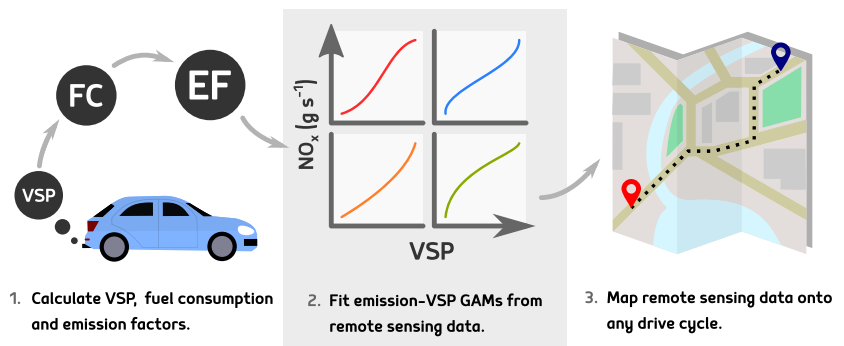 FC
EF
VSP
NOx (g s⁻¹)
VSP
1. Calculate VSP, fuel consumption
and emission factors.
2. Fit emission-VSP GAMs from
remote sensing data.
3. Map remote sensing data onto
any drive cycle.